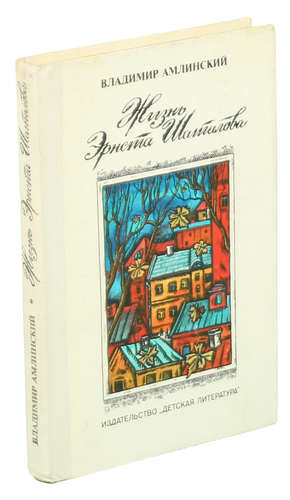 ВЛАДИМИР АМЛИНСКИЙ
Жизнь
Эрнста Шаталова
ИЗДАТЕЛЬСТВО „ДЕТСКАЯ ЛИТЕРАТУРА"
ВЛАДИМИР АМЛИНСКИЙ • Жизнь Эрнста Шаталова